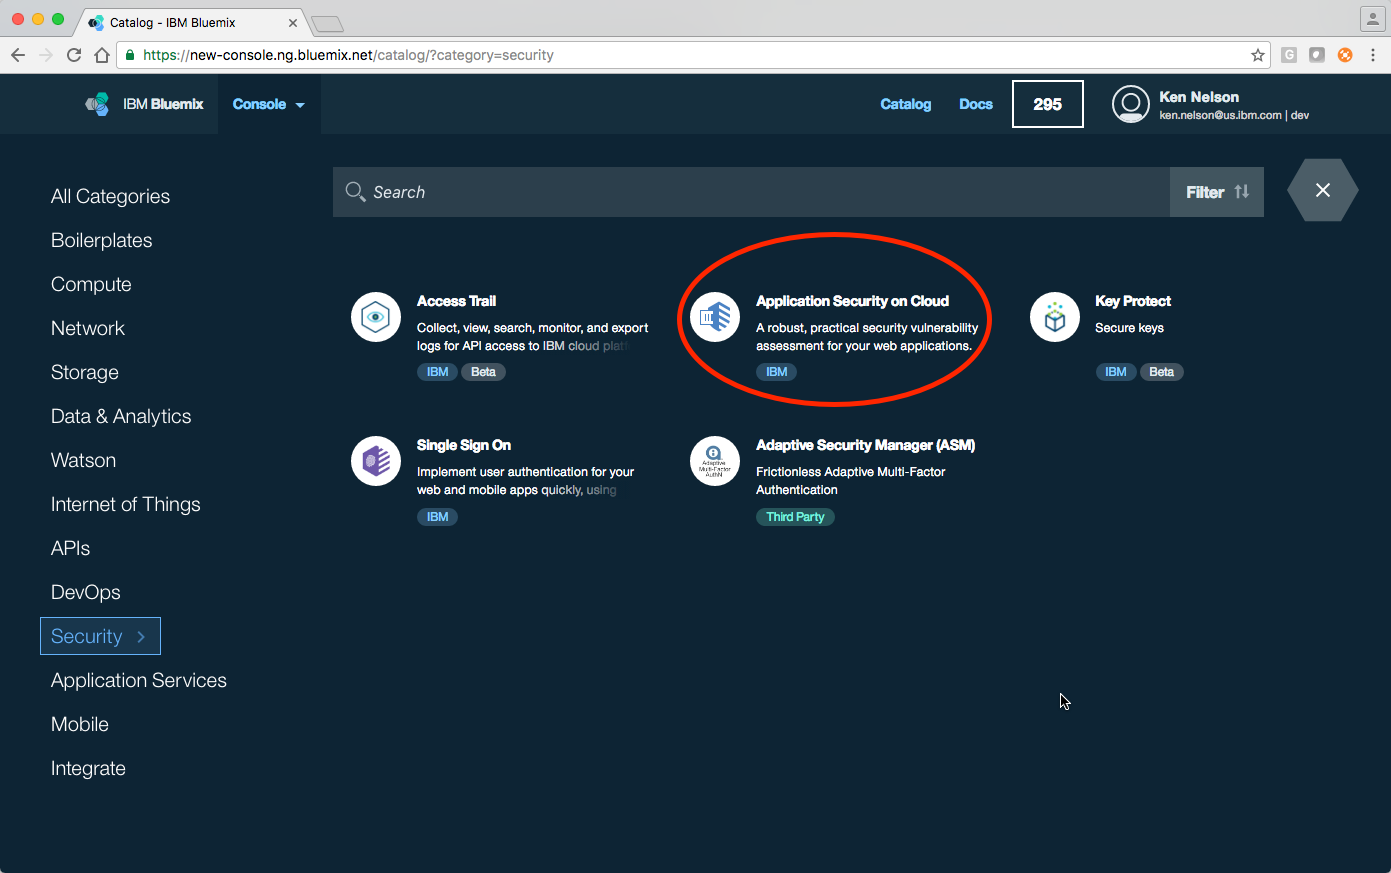 Catalog - IBM Bluemix
https://new-console.ng.bluemix.net/catalog/?category=security
G
IBM Bluemix
Console
Catalog
Docs
295
Ken Nelson
ken.nelson@us.ibm.com | dev
Search
Filter
All Categories
Boilerplates
Compute
Network
Storage
Data & Analytics
Watson
Internet of Things
APIs
DevOps
Security
Application Services
Mobile
Integrate
Access Trail
Collect, view, search, monitor, and export
logs for API access to IBM cloud platf
IBM
Beta
Application Security on Cloud
A robust, practical security vulnerability
assessment for your web applications.
IBM
Key Protect
Secure keys
IBM
Beta
Single Sign On
Implement user authentication for your
web and mobile apps quickly, using
IBM
Adaptive
Multi-Factor
AuthN
Adaptive Security Manager (ASM)
Frictionless Adaptive Multi-Factor
Authentication
Third Party